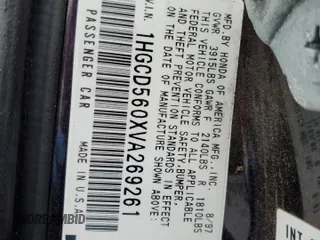 MFD. BY HONDA OF AMERICA MFG., INC. 8/97
GVWR 3915LBS GAWR F 2140LBS R 1810LBS
THIS VEHICLE CONFORMS TO ALL APPLICABLE
FEDERAL MOTOR VEHICLE SAFETY, BUMPER,
AND THEFT PREVENTION STANDARDS IN EFFECT
ON THE DATE OF MANUFACTURE SHOWN ABOVE.
V.I.N. 1HGCD560XVA269261
PASSENGER CAR MADE IN U.S.A.
INT